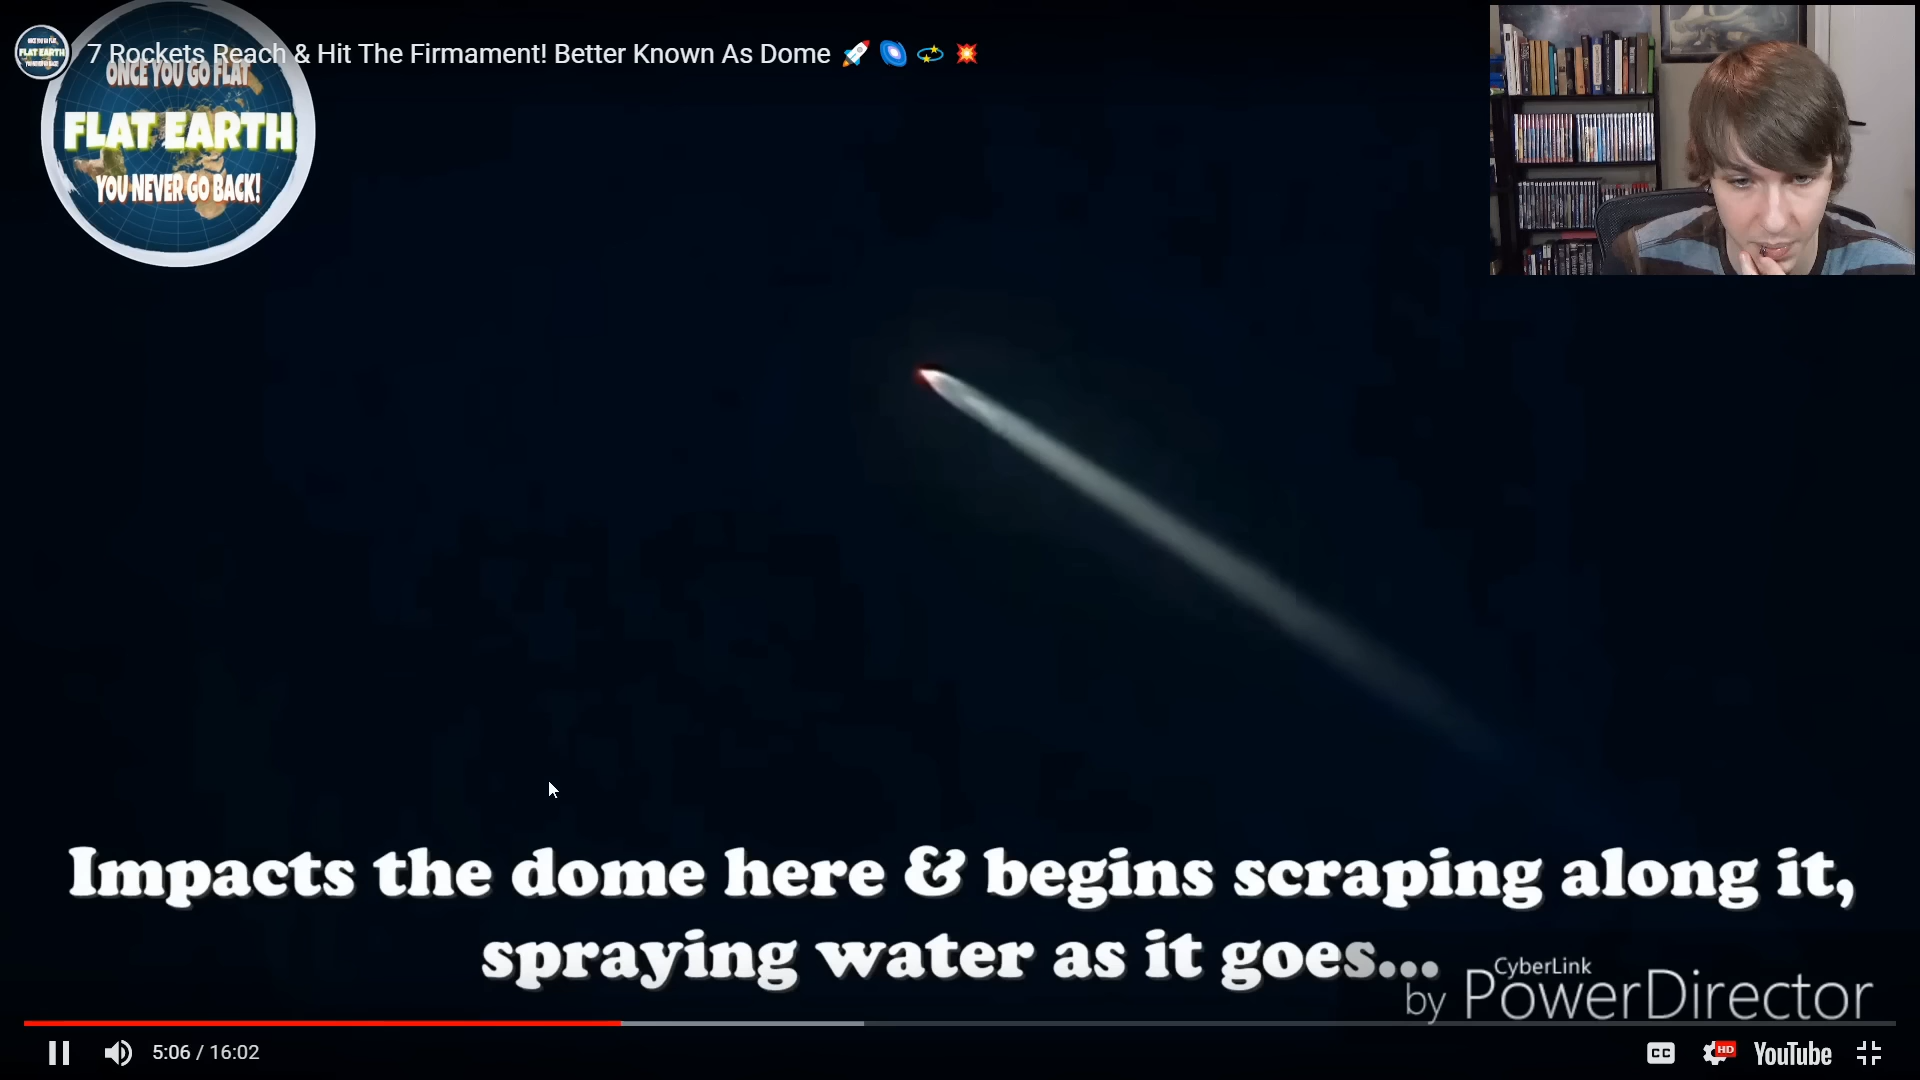 7 Rockets Reach & Hit The Firmament! Better Known As Dome
ONCE YOU GO FLAT
FLAT EARTH
YOU NEVER GO BACK!
Impacts the dome here & begins scraping along it,
spraying water as it goes...
CyberLink
by PowerDirector
5:06 / 16:02
CC
HD
YouTube